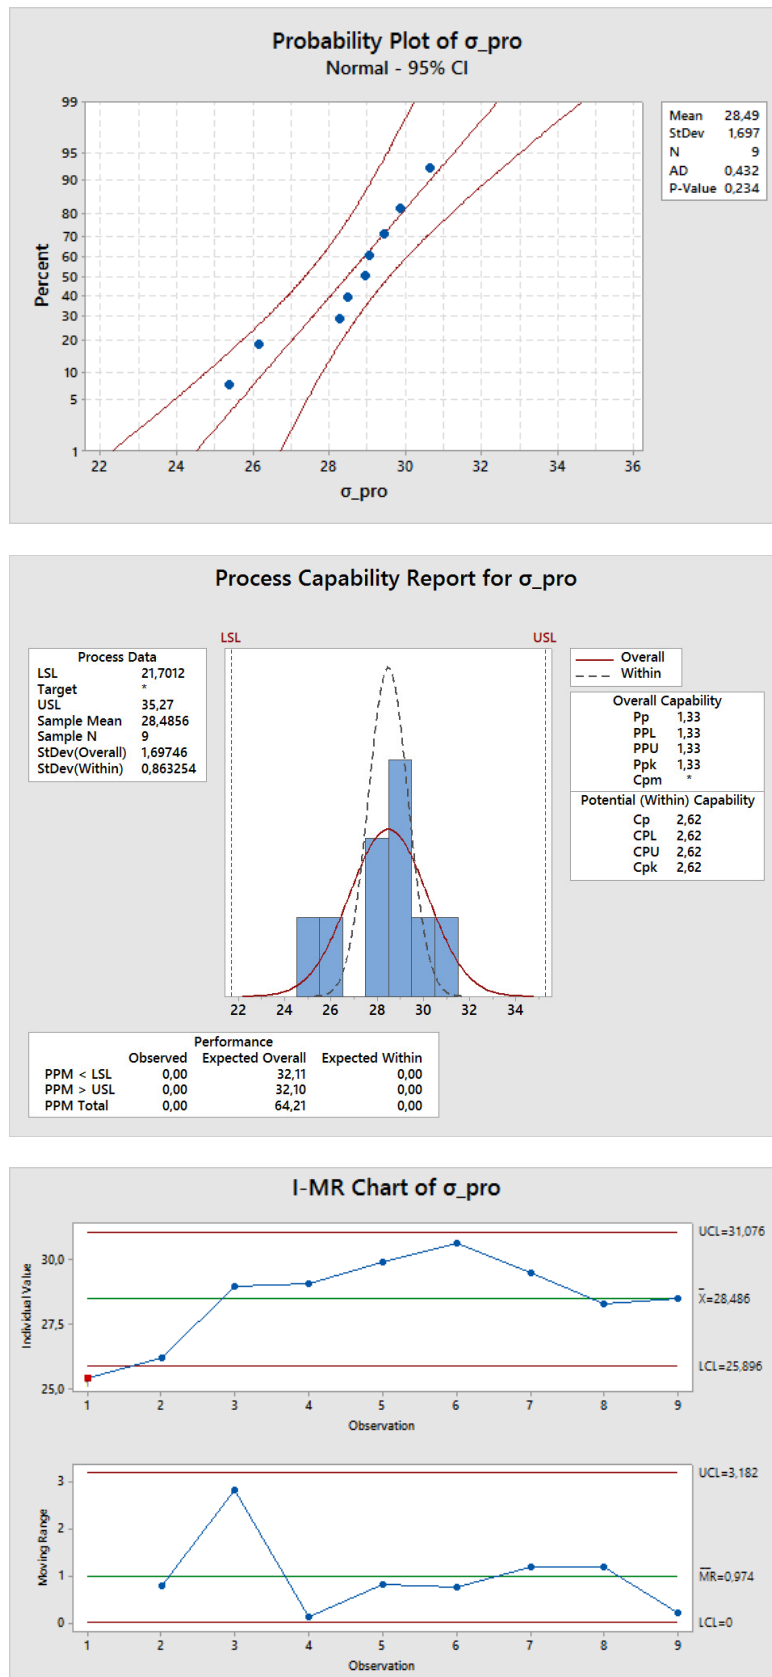 Probability Plot of σ_pro
Normal - 95% CI
Mean 28,49
StDev 1,697
N 9
AD 0,432
P-Value 0,234
99
95
90
80
70
60
50
40
30
20
10
5
1
Percent
22 24 26 28 30 32 34 36
σ_pro
Process Capability Report for σ_pro
LSL USL
Process Data
LSL 21,7012
Target *
USL 35,27
Sample Mean 28,4856
Sample N 9
StDev(Overall) 1,69746
StDev(Within) 0,863254
Overall
Within
Overall Capability
Pp 1,33
PPL 1,33
PPU 1,33
Ppk 1,33
Cpm *
Potential (Within) Capability
Cp 2,62
CPL 2,62
CPU 2,62
Cpk 2,62
22 24 26 28 30 32 34
Performance
Observed Expected Overall Expected Within
PPM < LSL 0,00 32,11 0,00
PPM > USL 0,00 32,10 0,00
PPM Total 0,00 64,21 0,00
I-MR Chart of σ_pro
Individual Value
30,0
27,5
25,0
UCL=31,076
X̄=28,486
LCL=25,896
1 2 3 4 5 6 7 8 9
Observation
Moving Range
3
2
1
0
UCL=3,182
M̅R̅=0,974
LCL=0
1 2 3 4 5 6 7 8 9
Observation